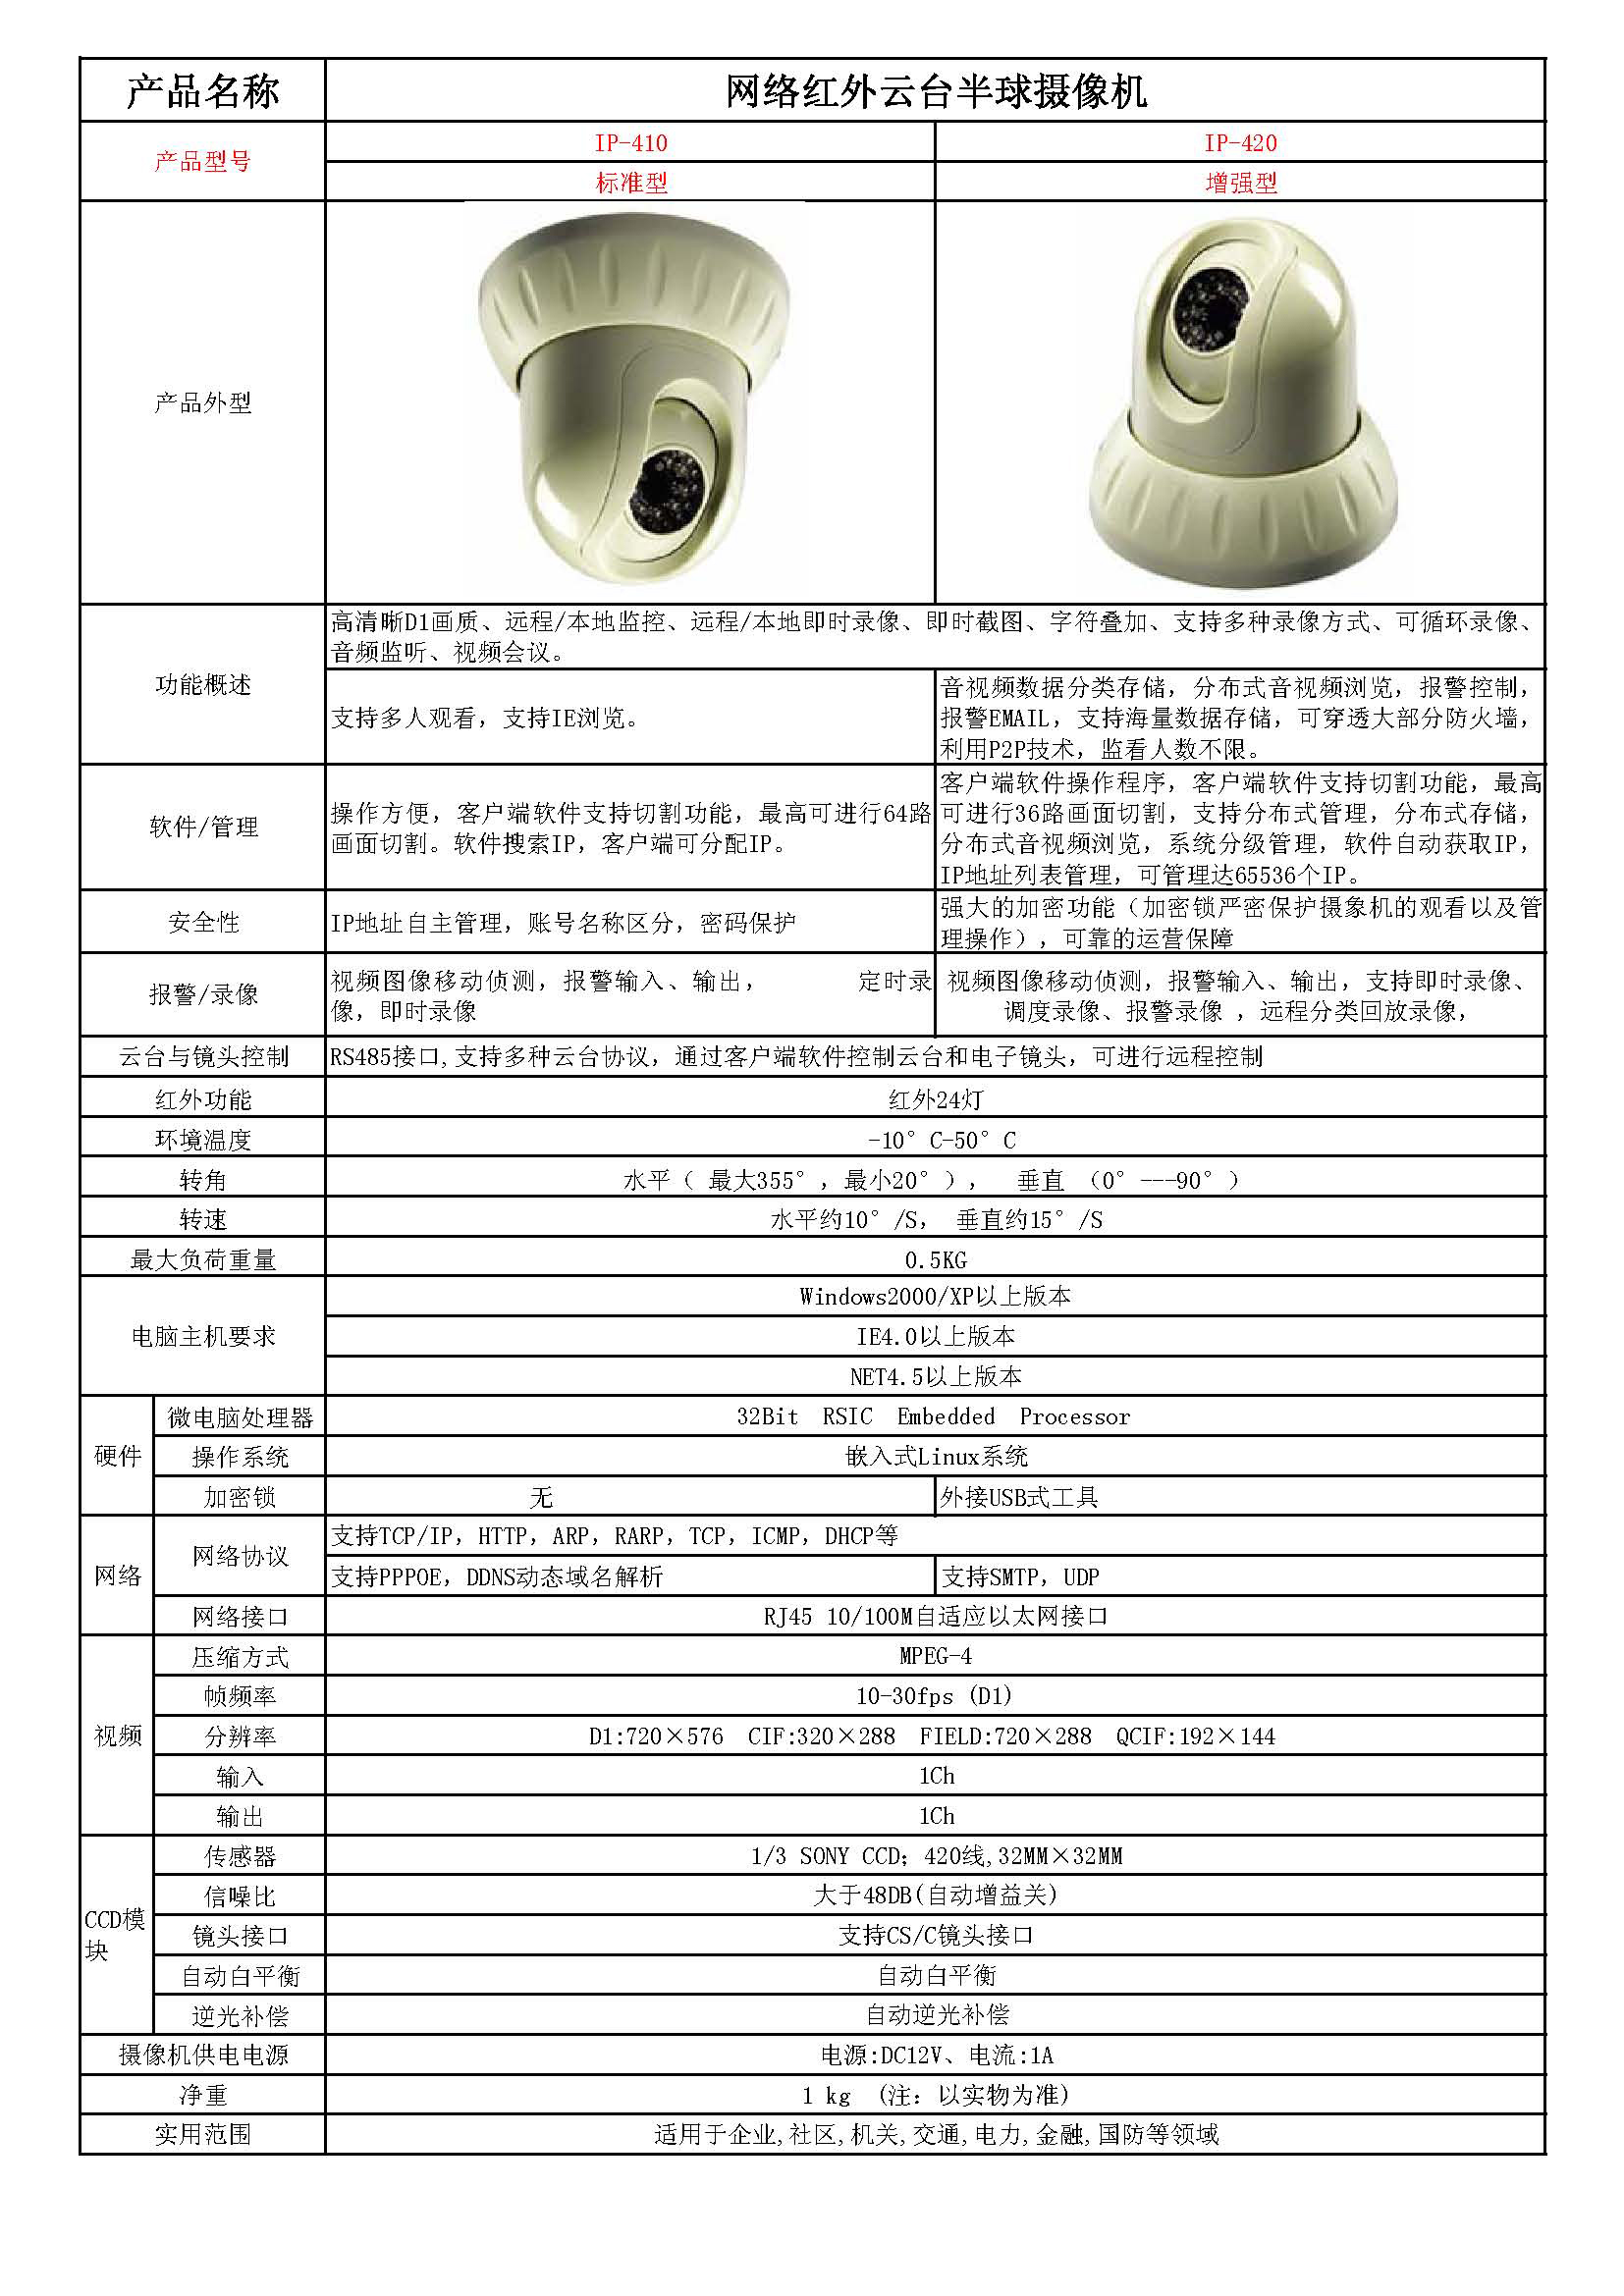 产品名称
网络红外云台半球摄像机
产品型号
IP-410
IP-420
标准型
增强型
产品外型
功能概述
高清晰D1画质、远程/本地监控、远程/本地即时录像、即时截图、字符叠加、支持多种录像方式、可循环录像、
音频监听、视频会议。
支持多人观看，支持IE浏览。
音视频数据分类存储，分布式音视频浏览，报警控制，
报警EMAIL，支持海量数据存储，可穿透大部分防火墙，
利用P2P技术，监看人数不限。
软件/管理
操作方便，客户端软件支持切割功能，最高可进行64路
画面切割。软件搜索IP，客户端可分配IP。
客户端软件操作程序，客户端软件支持切割功能，最高
可进行36路画面切割，支持分布式管理，分布式存储，
分布式音视频浏览，系统分级管理，软件自动获取IP，
IP地址列表管理，可管理达65536个IP。
安全性
IP地址自主管理，账号名称区分，密码保护
强大的加密功能（加密锁严密保护摄象机的观看以及管
理操作），可靠的运营保障
报警/录像
视频图像移动侦测，报警输入、输出， 定时录
像，即时录像
视频图像移动侦测，报警输入、输出，支持即时录像、
调度录像、报警录像 ，远程分类回放录像，
云台与镜头控制
RS485接口,支持多种云台协议，通过客户端软件控制云台和电子镜头，可进行远程控制
红外功能
红外24灯
环境温度
-10°C-50°C
转角
水平（ 最大355°，最小20°）， 垂直 （0°---90°）
转速
水平约10°/S， 垂直约15°/S
最大负荷重量
0.5KG
电脑主机要求
Windows2000/XP以上版本
IE4.0以上版本
NET4.5以上版本
硬件
微电脑处理器
32Bit RSIC Embedded Processor
操作系统
嵌入式Linux系统
加密锁
无
外接USB式工具
网络
网络协议
支持TCP/IP，HTTP，ARP，RARP，TCP，ICMP，DHCP等
支持PPPOE，DDNS动态域名解析
支持SMTP，UDP
网络接口
RJ45 10/100M自适应以太网接口
视频
压缩方式
MPEG-4
帧频率
10-30fps (D1)
分辨率
D1:720×576 CIF:320×288 FIELD:720×288 QCIF:192×144
输入
1Ch
输出
1Ch
CCD模
块
传感器
1/3 SONY CCD；420线,32MM×32MM
信噪比
大于48DB(自动增益关)
镜头接口
支持CS/C镜头接口
自动白平衡
自动白平衡
逆光补偿
自动逆光补偿
摄像机供电电源
电源:DC12V、电流:1A
净重
1 kg (注：以实物为准)
实用范围
适用于企业,社区,机关,交通,电力,金融,国防等领域